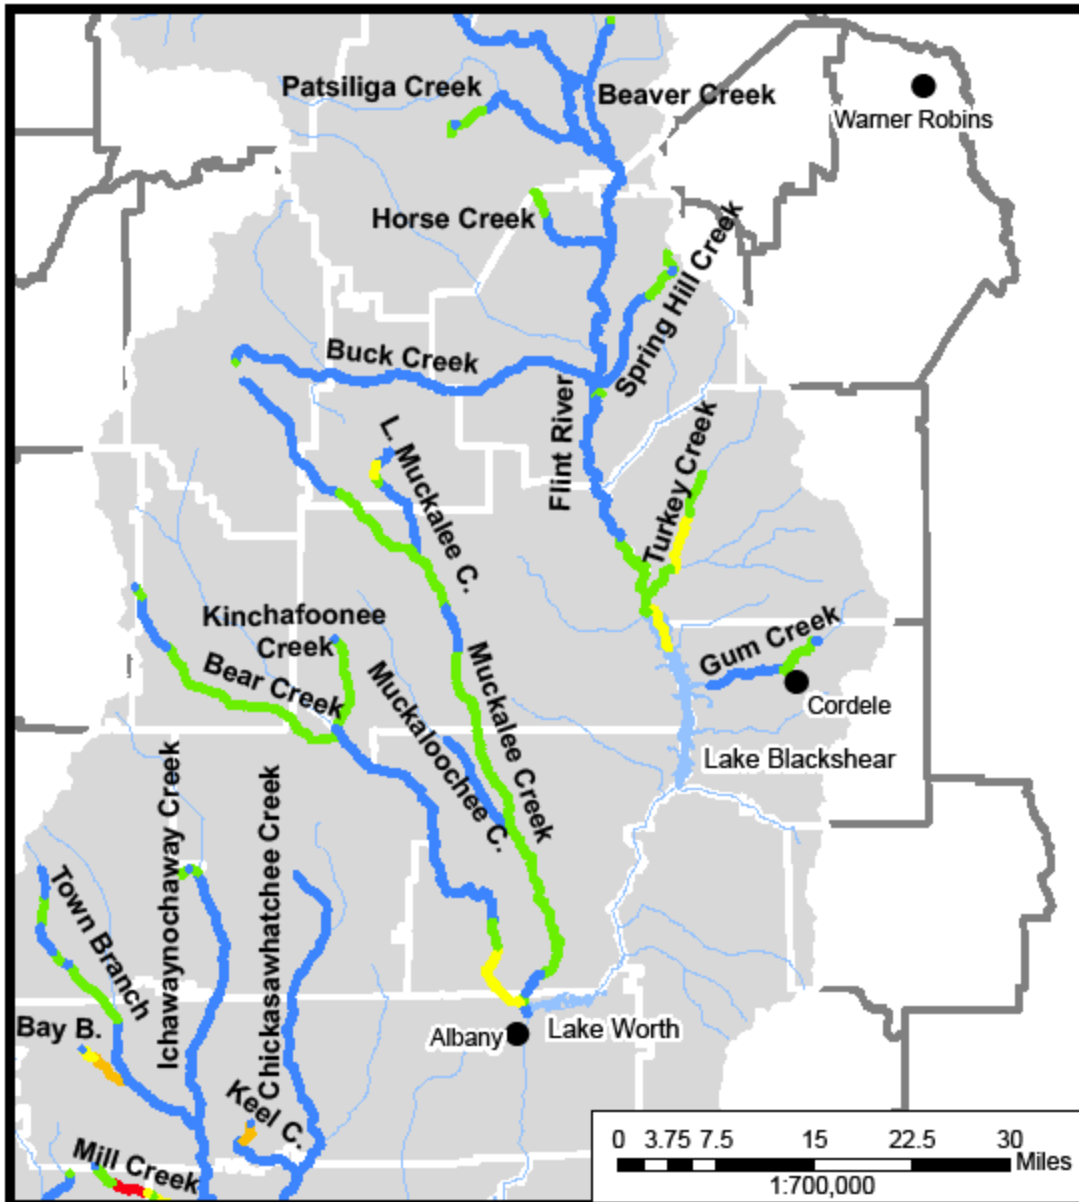 Patsiliga Creek
Beaver Creek
Warner Robins
Horse Creek
Spring Hill Creek
Buck Creek
Flint River
L. Muckalee C.
Turkey Creek
Kinchafoonee
Creek
Gum Creek
Bear Creek
Muckaloochee C.
Muckalee Creek
Cordele
Lake Blackshear
Ichawaynochaway Creek
Chickasawhatchee Creek
Town Branch
Bay B.
Albany
Lake Worth
Keel C.
Mill Creek
0 3.75 7.5 15 22.5 30
Miles
1:700,000